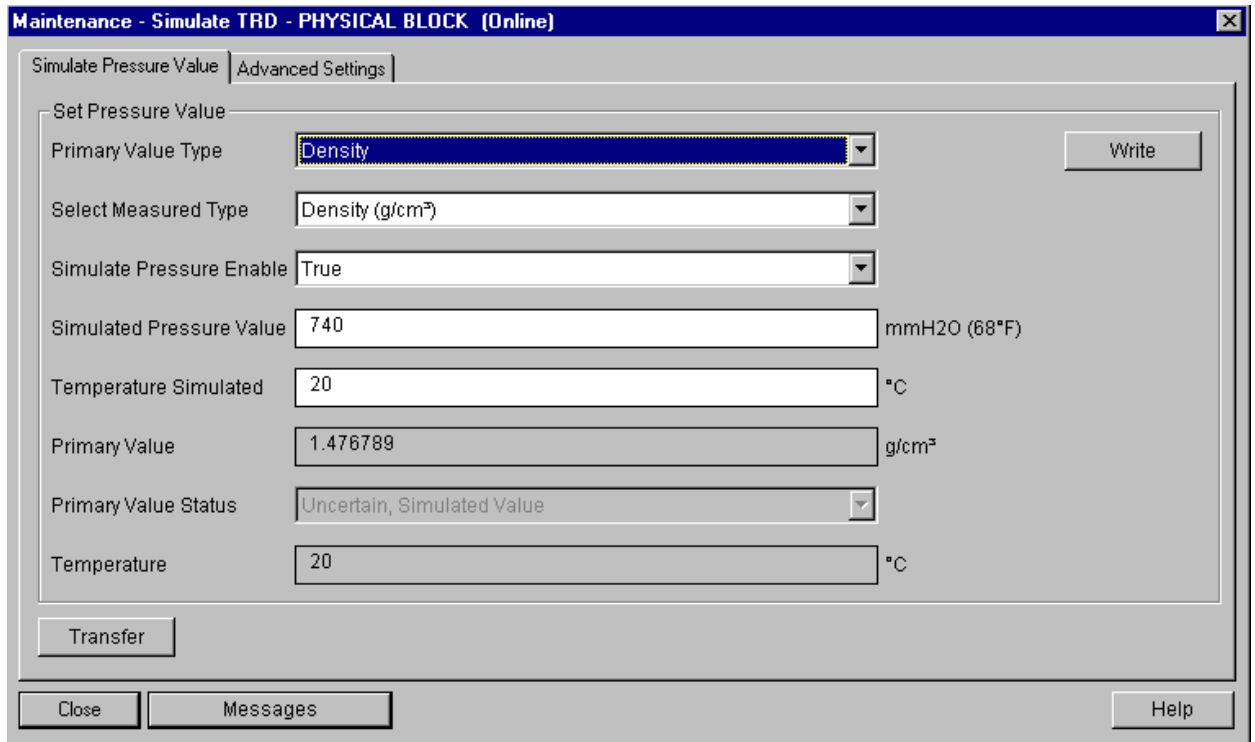 Maintenance - Simulate TRD - PHYSICAL BLOCK (Online)
Simulate Pressure Value Advanced Settings
Set Pressure Value
Primary Value Type Density Write
Select Measured Type Density (g/cm³)
Simulate Pressure Enable True
Simulated Pressure Value 740 mmH2O (68°F)
Temperature Simulated 20 °C
Primary Value 1.476789 g/cm³
Primary Value Status Uncertain, Simulated Value
Temperature 20 °C
Transfer
Close Messages Help